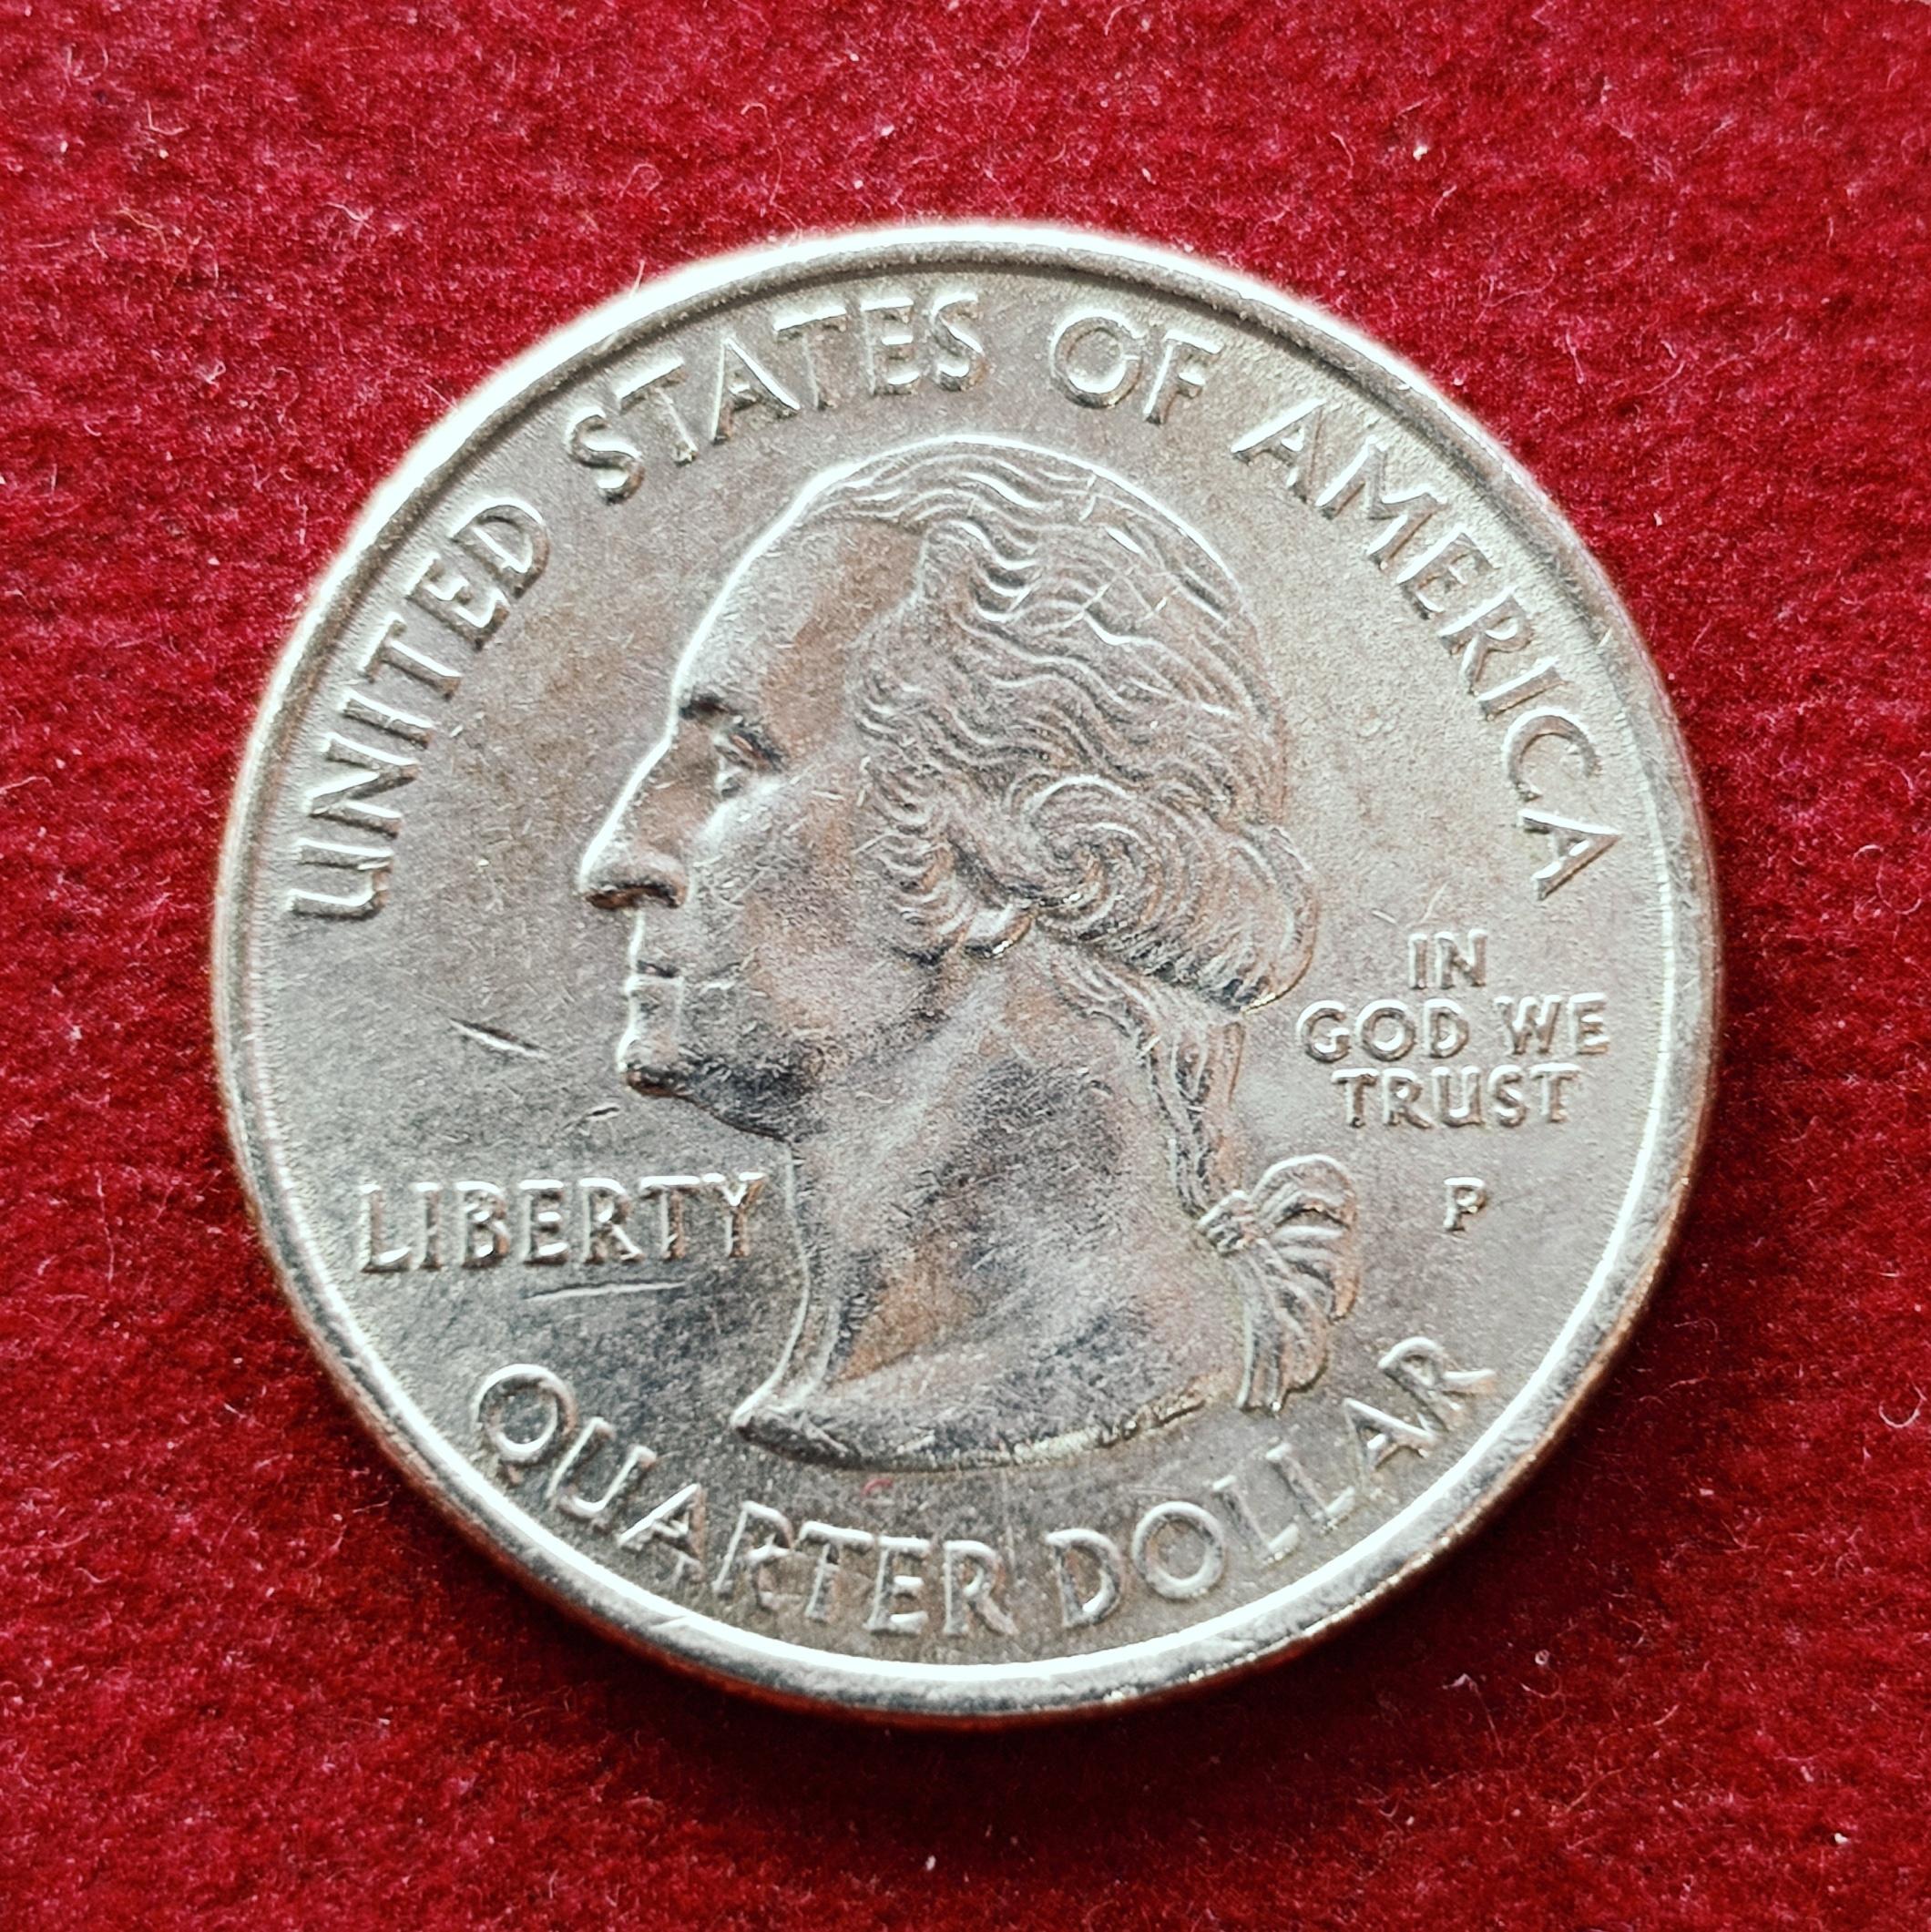 UNITED STATES OF AMERICA
IN
GOD WE
TRUST
P
LIBERTY
QUARTER DOLLAR